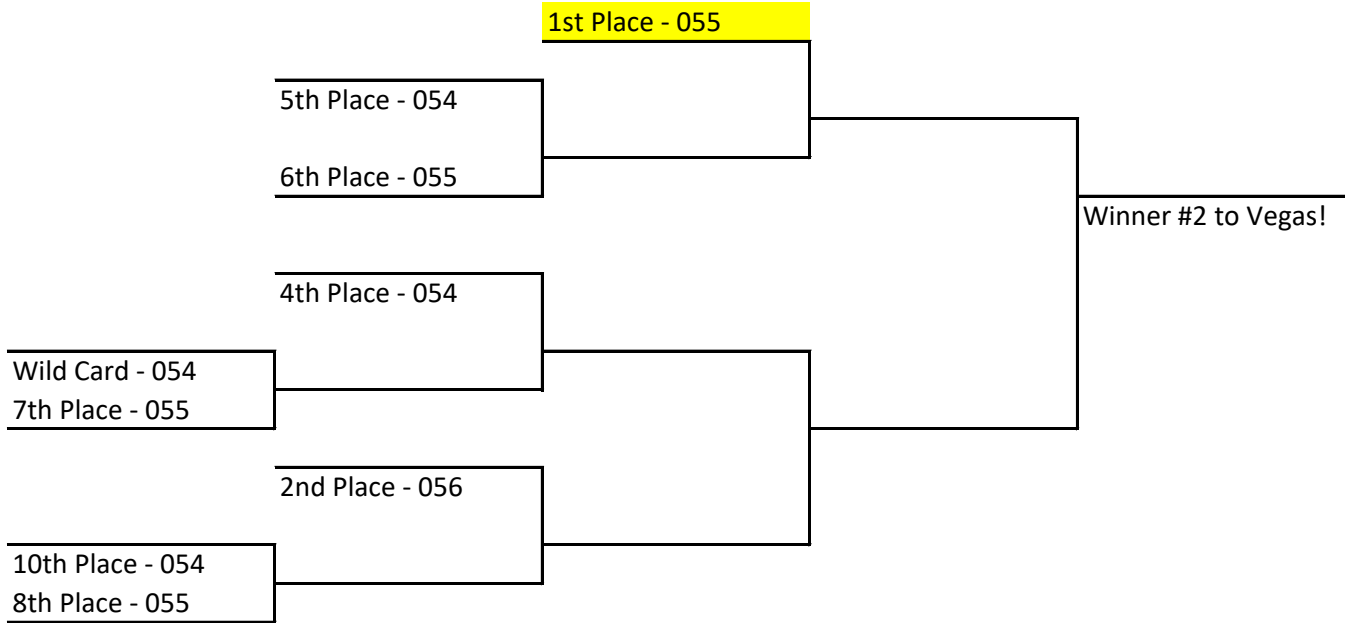 1st Place - 055
5th Place - 054
6th Place - 055
Winner #2 to Vegas!
4th Place - 054
Wild Card - 054
7th Place - 055
2nd Place - 056
10th Place - 054
8th Place - 055